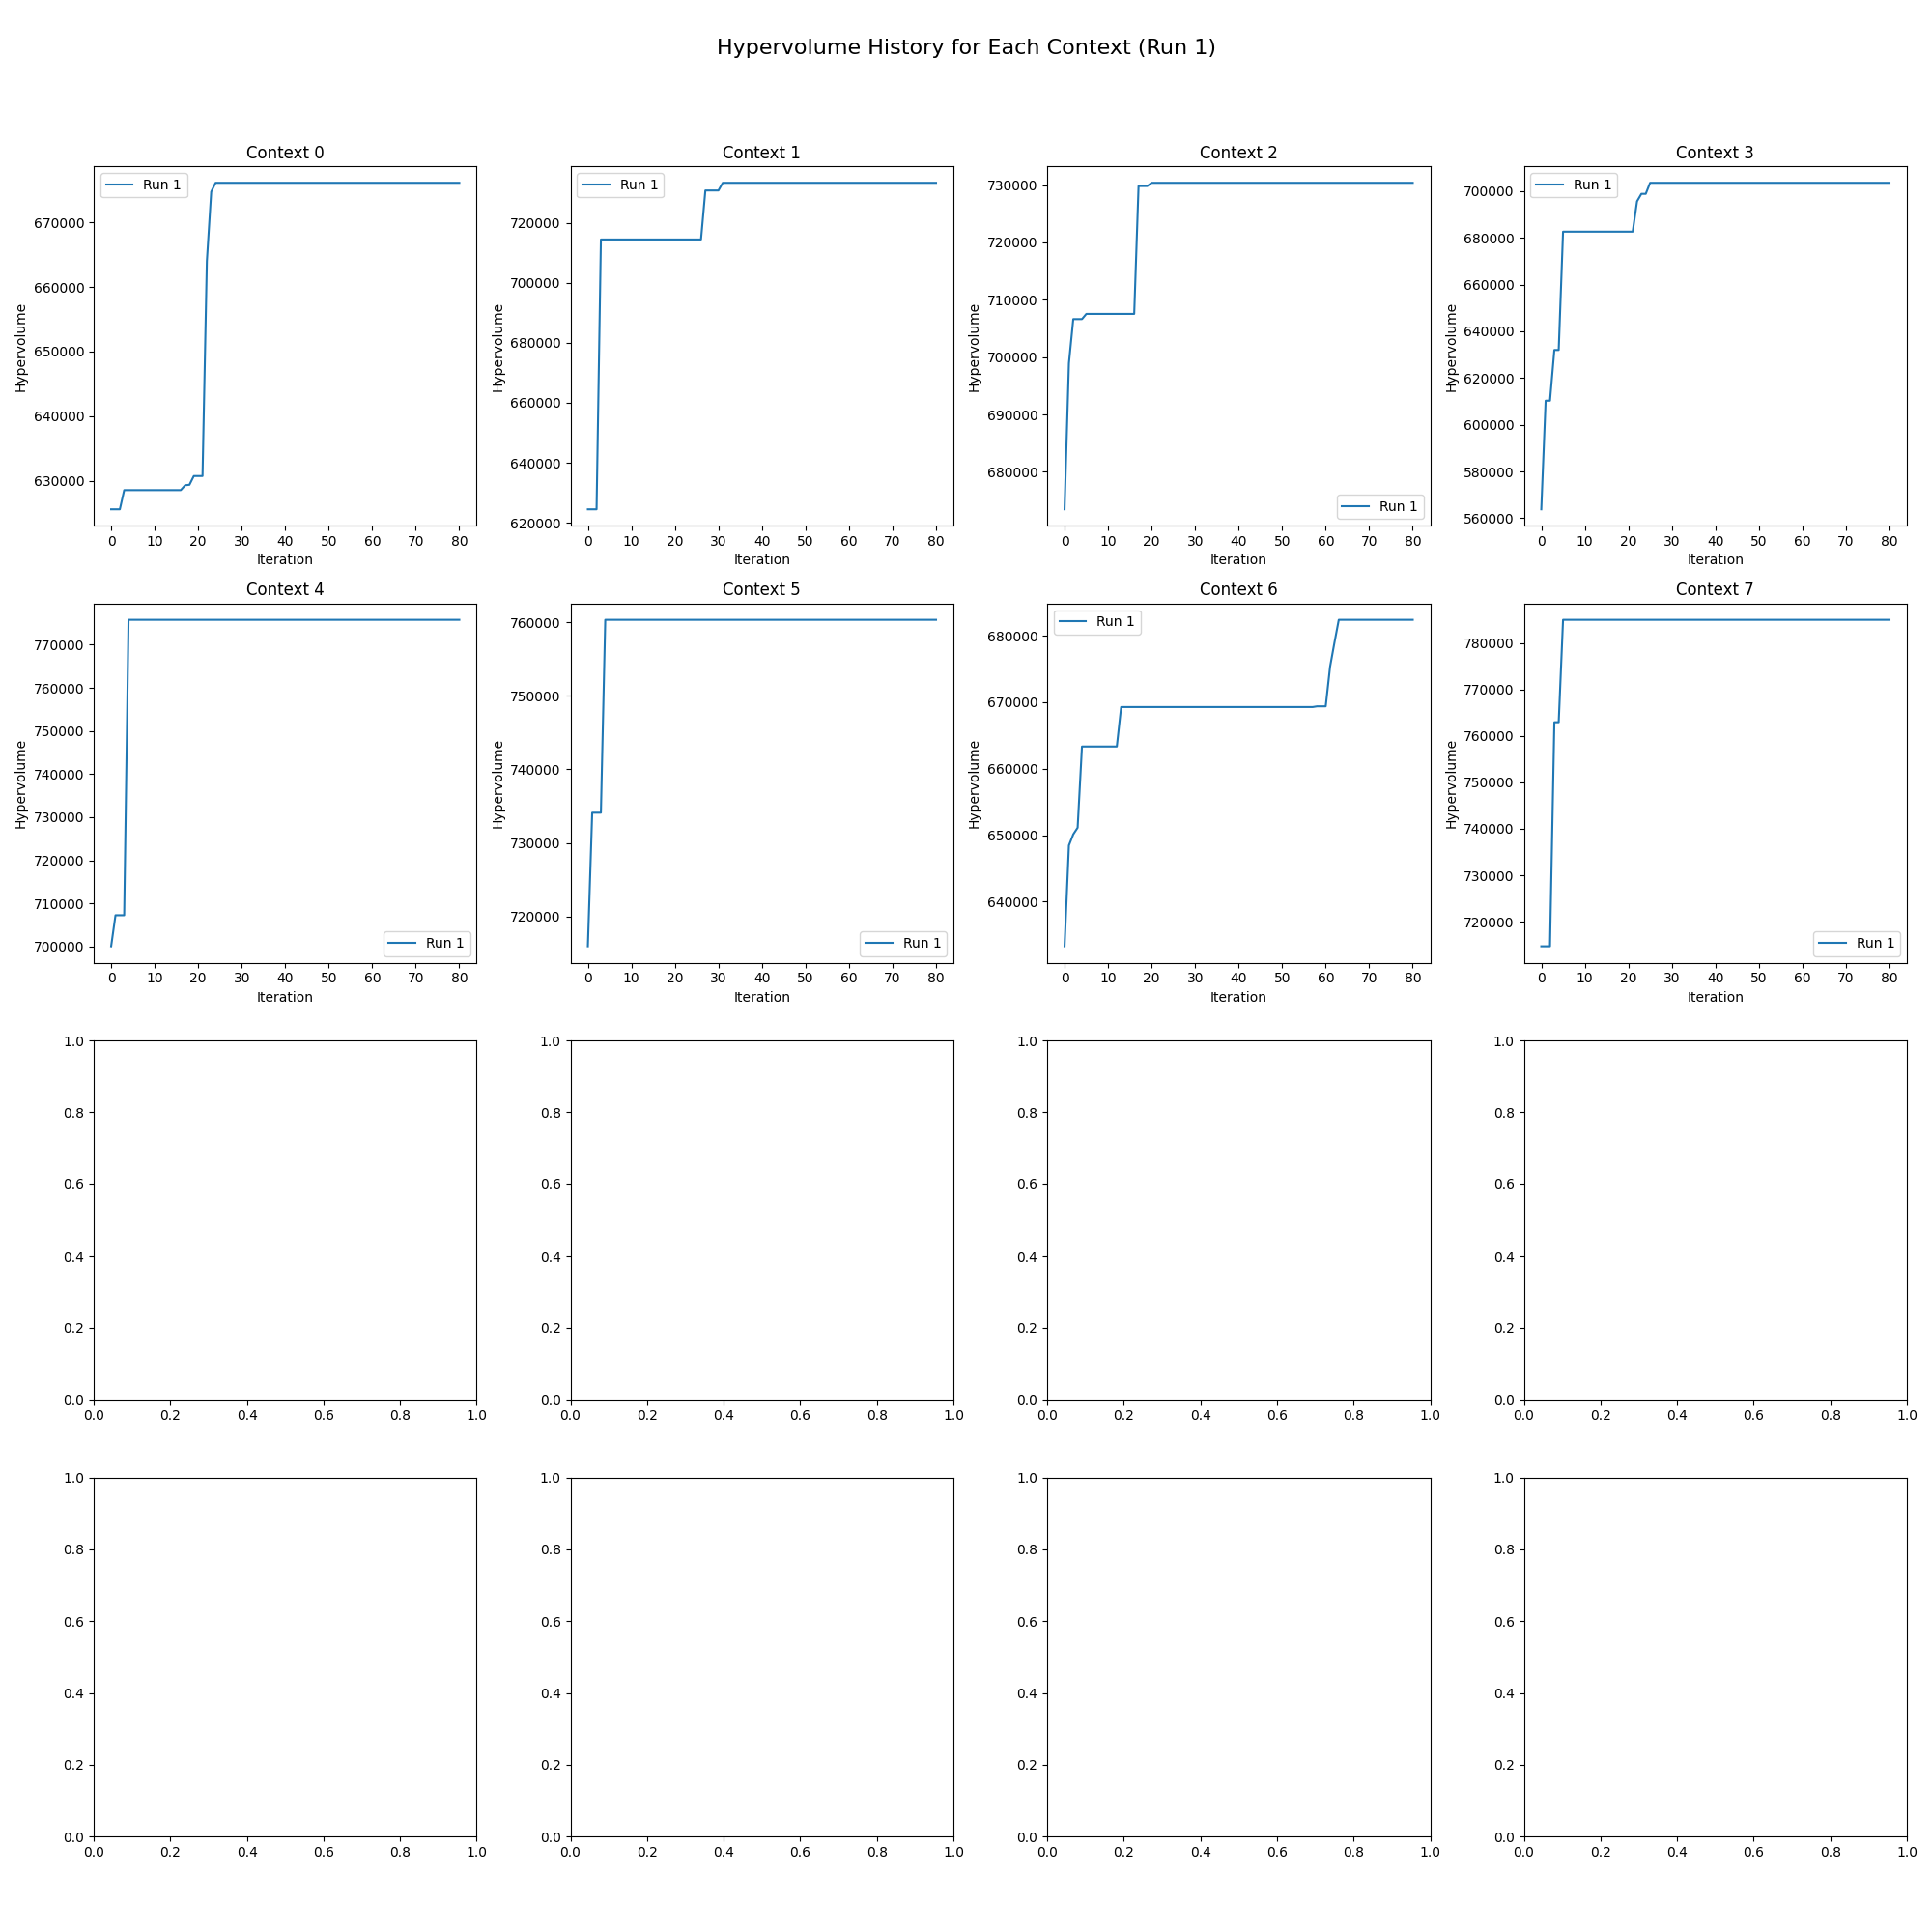 Hypervolume History for Each Context (Run 1)
Context 0
Run 1
670000
660000
650000
640000
630000
Hypervolume
0 10 20 30 40 50 60 70 80
Iteration
Context 1
Run 1
720000
700000
680000
660000
640000
620000
Hypervolume
0 10 20 30 40 50 60 70 80
Iteration
Context 2
730000
720000
710000
700000
690000
680000
Hypervolume
Run 1
0 10 20 30 40 50 60 70 80
Iteration
Context 3
Run 1
700000
680000
660000
640000
620000
600000
580000
560000
Hypervolume
0 10 20 30 40 50 60 70 80
Iteration
Context 4
770000
760000
750000
740000
730000
720000
710000
700000
Hypervolume
Run 1
0 10 20 30 40 50 60 70 80
Iteration
Context 5
760000
750000
740000
730000
720000
Hypervolume
Run 1
0 10 20 30 40 50 60 70 80
Iteration
Context 6
Run 1
680000
670000
660000
650000
640000
Hypervolume
0 10 20 30 40 50 60 70 80
Iteration
Context 7
780000
770000
760000
750000
740000
730000
720000
Hypervolume
Run 1
0 10 20 30 40 50 60 70 80
Iteration
1.0
0.8
0.6
0.4
0.2
0.0
0.0 0.2 0.4 0.6 0.8 1.0
1.0
0.8
0.6
0.4
0.2
0.0
0.0 0.2 0.4 0.6 0.8 1.0
1.0
0.8
0.6
0.4
0.2
0.0
0.0 0.2 0.4 0.6 0.8 1.0
1.0
0.8
0.6
0.4
0.2
0.0
0.0 0.2 0.4 0.6 0.8 1.0
1.0
0.8
0.6
0.4
0.2
0.0
0.0 0.2 0.4 0.6 0.8 1.0
1.0
0.8
0.6
0.4
0.2
0.0
0.0 0.2 0.4 0.6 0.8 1.0
1.0
0.8
0.6
0.4
0.2
0.0
0.0 0.2 0.4 0.6 0.8 1.0
1.0
0.8
0.6
0.4
0.2
0.0
0.0 0.2 0.4 0.6 0.8 1.0